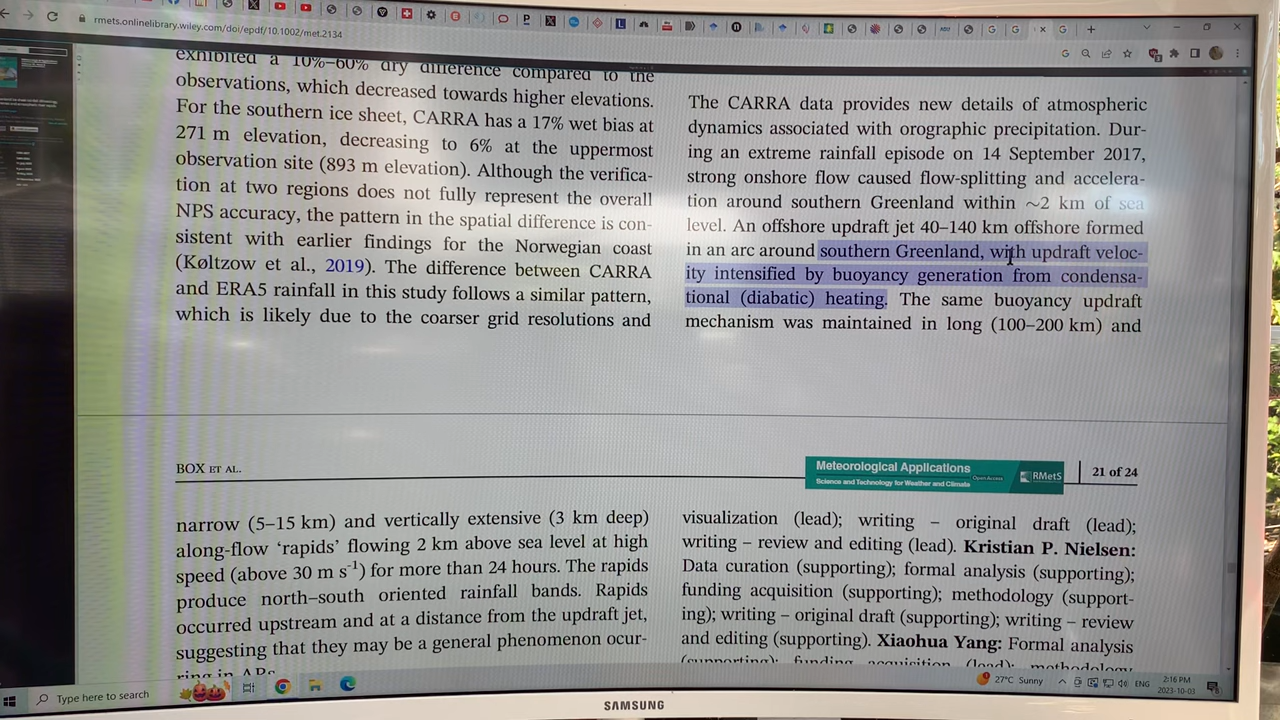 rmets.onlinelibrary.wiley.com/doi/epdf/10.1002/met.2134
exhibited a 10%–60% dry difference compared to the
observations, which decreased towards higher elevations.
For the southern ice sheet, CARRA has a 17% wet bias at
271 m elevation, decreasing to 6% at the uppermost
observation site (893 m elevation). Although the verifica-
tion at two regions does not fully represent the overall
NPS accuracy, the pattern in the spatial difference is con-
sistent with earlier findings for the Norwegian coast
(Køltzow et al., 2019). The difference between CARRA
and ERA5 rainfall in this study follows a similar pattern,
which is likely due to the coarser grid resolutions and
The CARRA data provides new details of atmospheric
dynamics associated with orographic precipitation. Dur-
ing an extreme rainfall episode on 14 September 2017,
strong onshore flow caused flow-splitting and accelera-
tion around southern Greenland within ~2 km of sea
level. An offshore updraft jet 40–140 km offshore formed
in an arc around southern Greenland, with updraft veloc-
ity intensified by buoyancy generation from condensa-
tional (diabatic) heating. The same buoyancy updraft
mechanism was maintained in long (100–200 km) and
BOX ET AL.
Meteorological Applications
Science and Technology for Weather and Climate
Open Access
RMetS
21 of 24
narrow (5–15 km) and vertically extensive (3 km deep)
along-flow ‘rapids’ flowing 2 km above sea level at high
speed (above 30 m s⁻¹) for more than 24 hours. The rapids
produce north–south oriented rainfall bands. Rapids
occurred upstream and at a distance from the updraft jet,
suggesting that they may be a general phenomenon ocur-
ring in ARs
visualization (lead); writing – original draft (lead);
writing – review and editing (lead). Kristian P. Nielsen:
Data curation (supporting); formal analysis (supporting);
funding acquisition (supporting); methodology (support-
ing); writing – original draft (supporting); writing – review
and editing (supporting). Xiaohua Yang: Formal analysis
(supporting); funding acquisition (lead); methodology
Type here to search
27°C Sunny
ENG
2:16 PM
2023-10-03
SAMSUNG